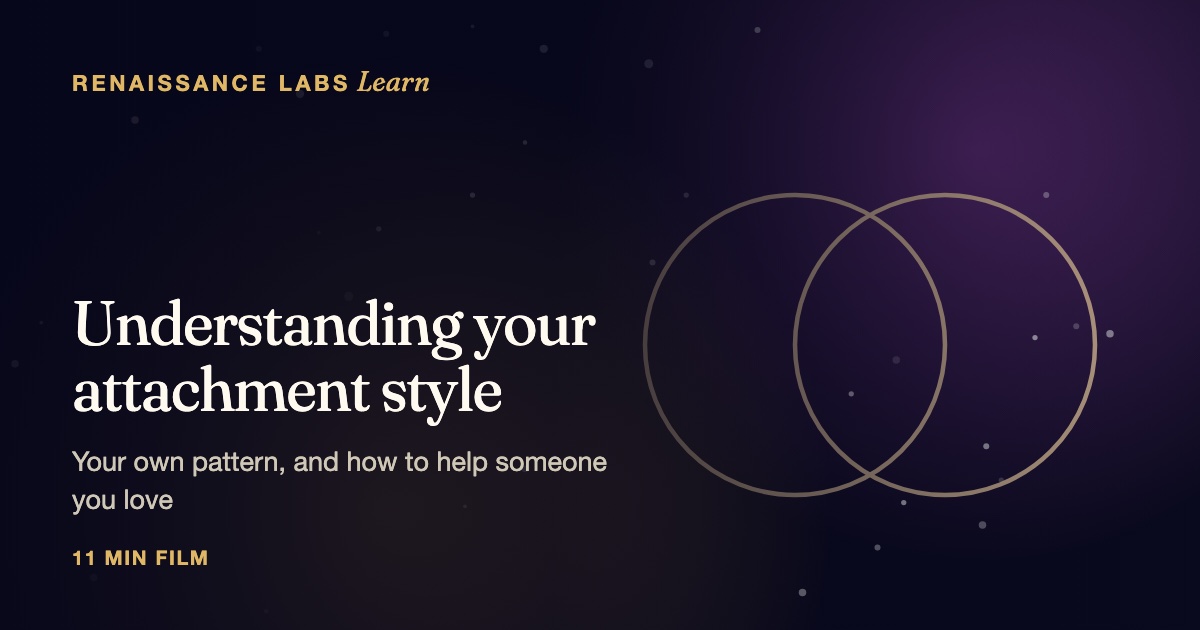 RENAISSANCE LABS Learn
Understanding your
attachment style
Your own pattern, and how to help someone
you love
11 MIN FILM